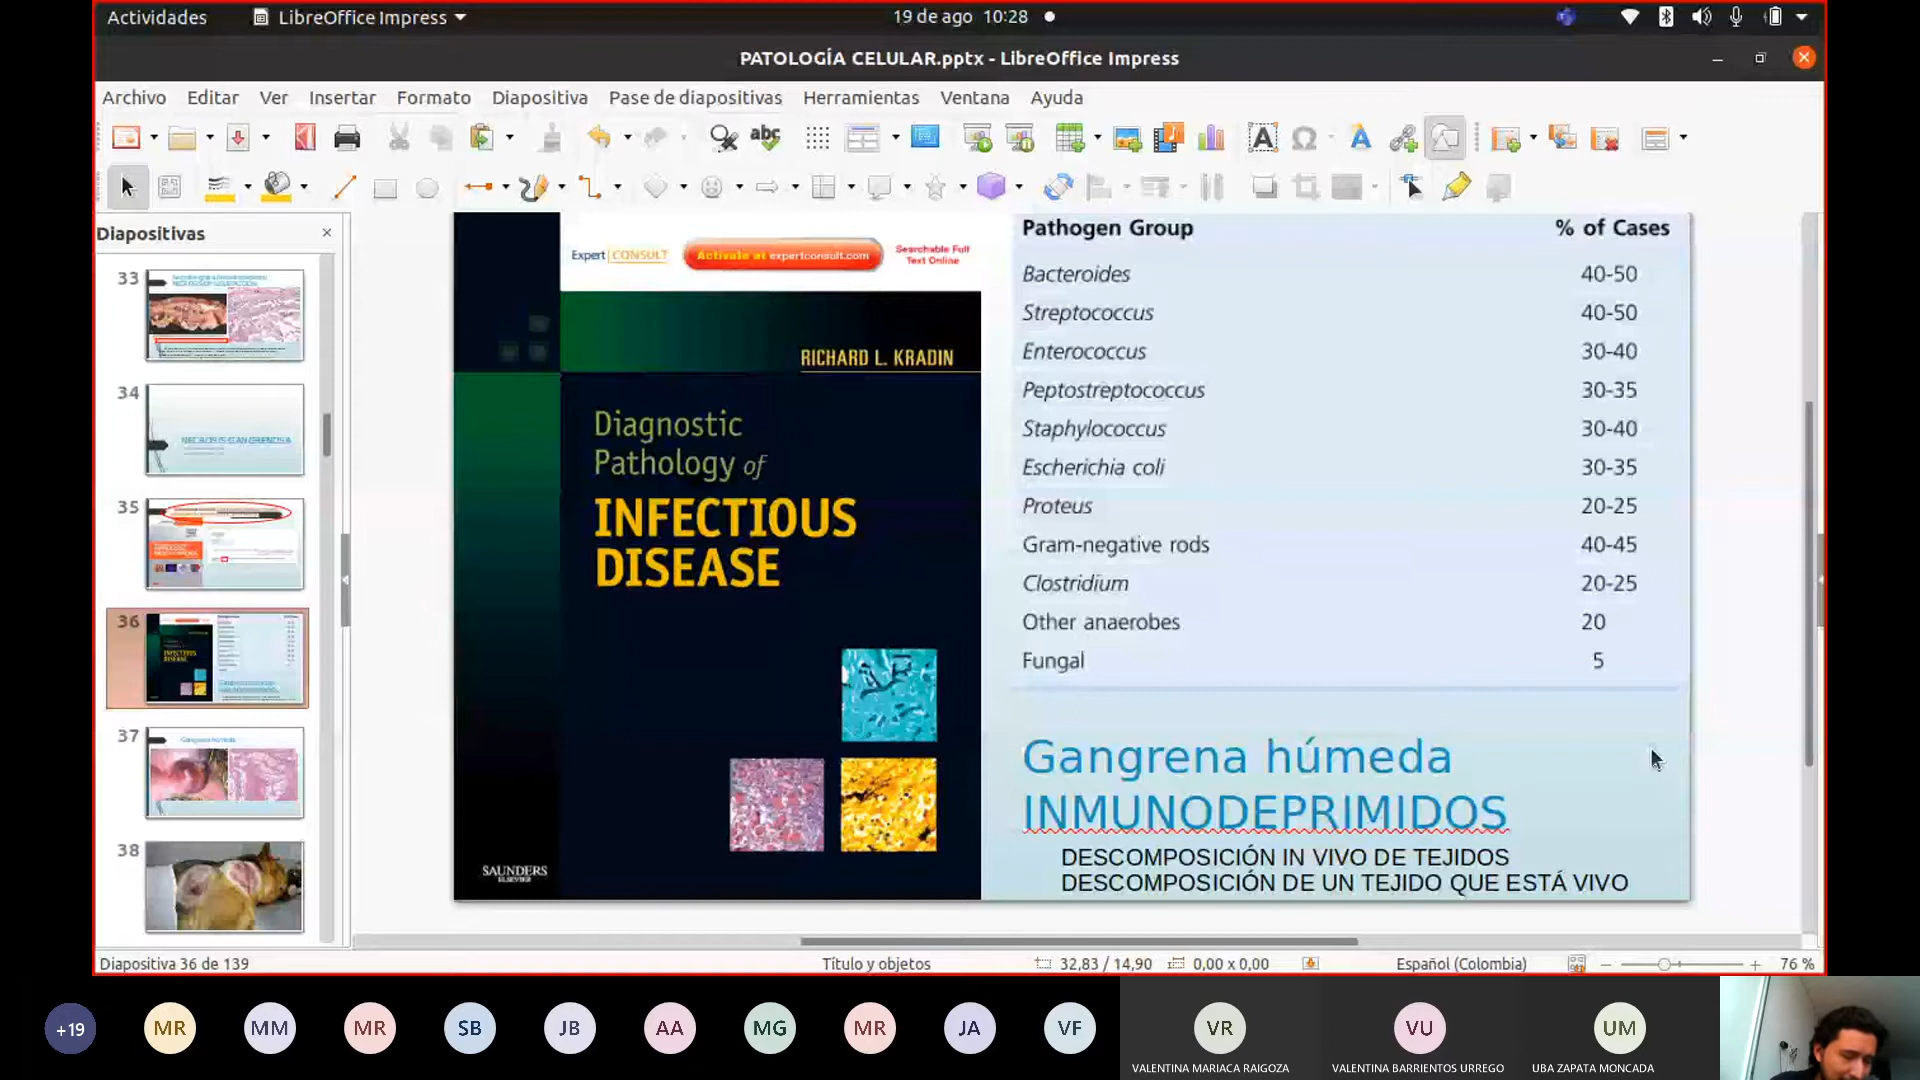 Actividades
LibreOffice Impress
19 de ago 10:28
PATOLOGÍA CELULAR.pptx - LibreOffice Impress
Archivo Editar Ver Insertar Formato Diapositiva Pase de diapositivas Herramientas Ventana Ayuda
Diapositivas
33
34
NECROSIS GANGRENOSA
35
36
37
Gangrena húmeda
38
Expert CONSULT
Activate at expertconsult.com
Searchable Full
Text Online
RICHARD L. KRADIN
Diagnostic
Pathology of
INFECTIOUS
DISEASE
SAUNDERS
ELSEVIER
Pathogen Group % of Cases
Bacteroides 40-50
Streptococcus 40-50
Enterococcus 30-40
Peptostreptococcus 30-35
Staphylococcus 30-40
Escherichia coli 30-35
Proteus 20-25
Gram-negative rods 40-45
Clostridium 20-25
Other anaerobes 20
Fungal 5
Gangrena húmeda
INMUNODEPRIMIDOS
DESCOMPOSICIÓN IN VIVO DE TEJIDOS
DESCOMPOSICIÓN DE UN TEJIDO QUE ESTÁ VIVO
Diapositiva 36 de 139
Título y objetos
32,83 / 14,90
0,00 x 0,00
Español (Colombia)
76 %
+19 MR MM MR SB JB AA MG MR JA VF VR VU UM
VALENTINA MARIACA RAIGOZA
VALENTINA BARRIENTOS URREGO
UBA ZAPATA MONCADA